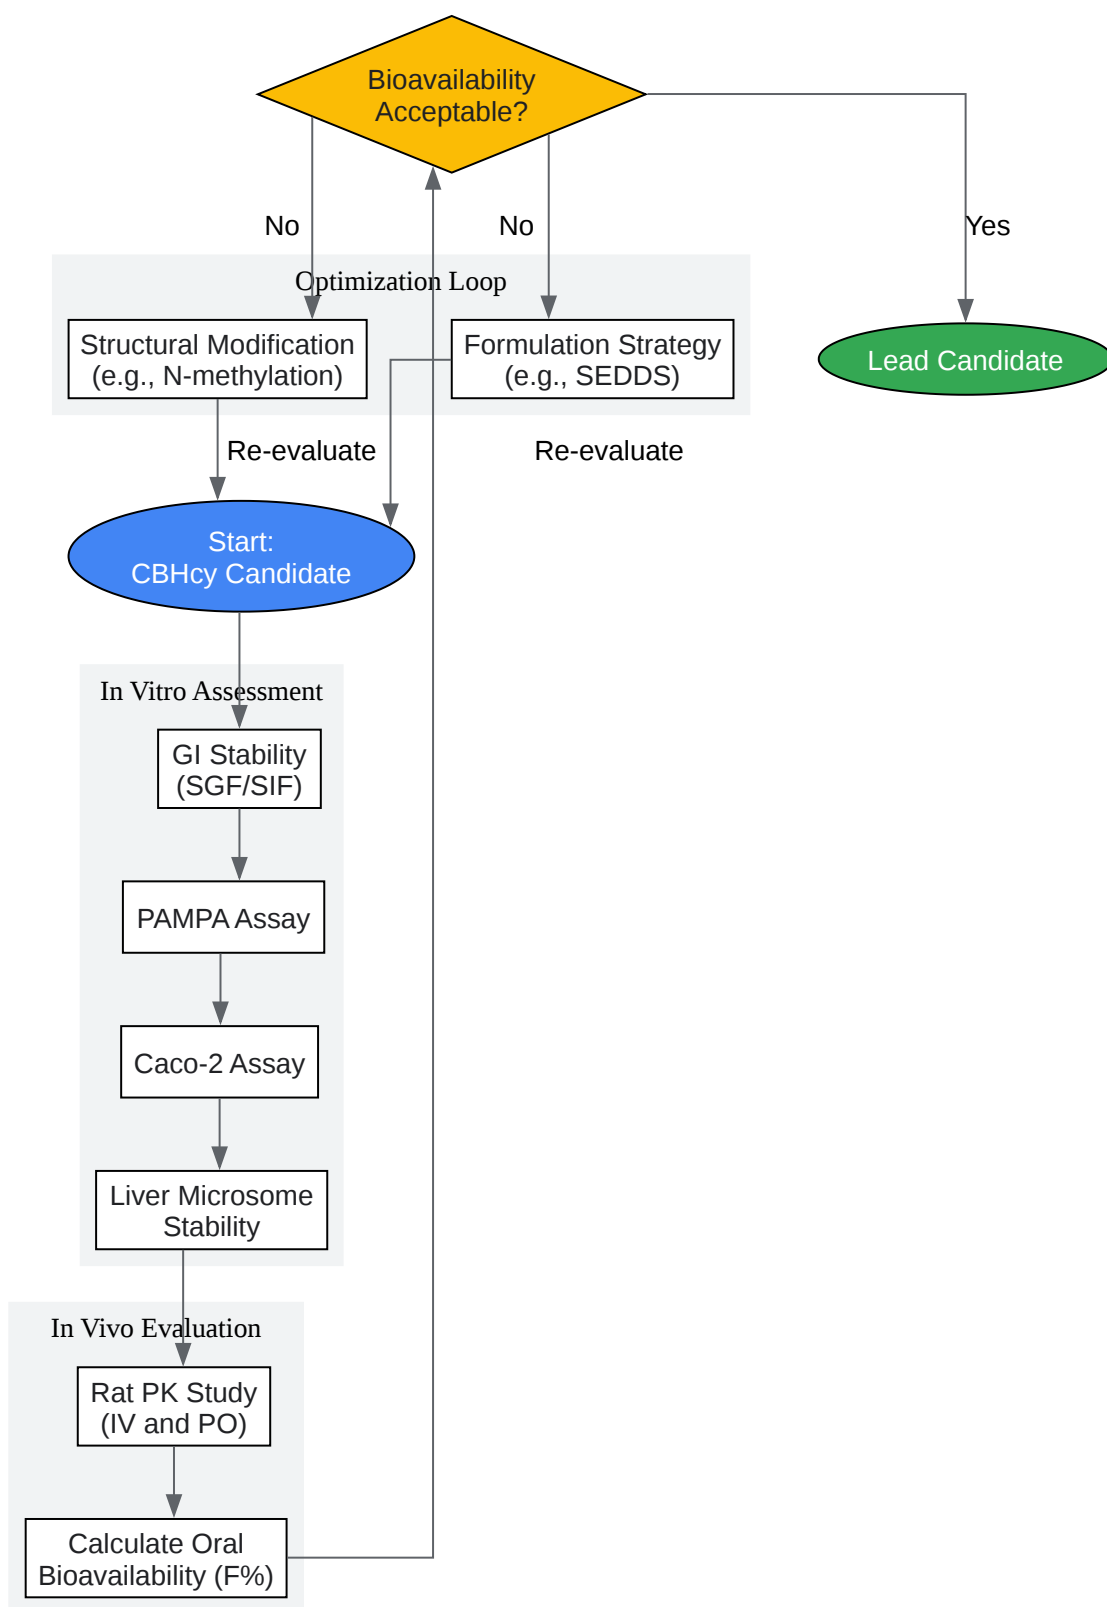 Bioavailability
Acceptable?
No
No
Yes
Optimization Loop
Structural Modification
(e.g., N-methylation)
Formulation Strategy
(e.g., SEDDS)
Lead Candidate
Re-evaluate
Re-evaluate
Start:
CBHcy Candidate
In Vitro Assessment
GI Stability
(SGF/SIF)
PAMPA Assay
Caco-2 Assay
Liver Microsome
Stability
In Vivo Evaluation
Rat PK Study
(IV and PO)
Calculate Oral
Bioavailability (F%)